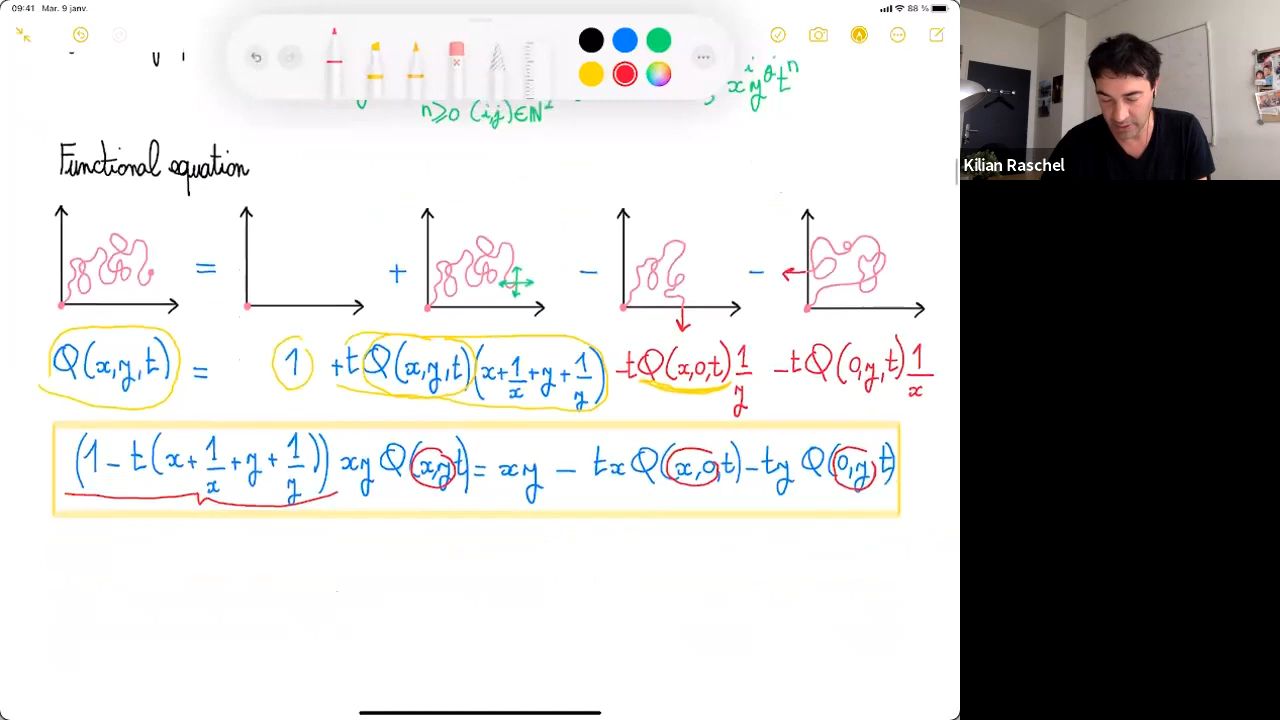 09:41 Mar. 9 janv.
88 %
x^i y^j t^n
n⩾0 (i,j)∈ℕ²
Functional equation
Kilian Raschel
= + − −
Q(x,y,t) = 1 +tQ(x,y,t)(x+1/x+y+1/y) −tQ(x,0,t)1/y −tQ(0,y,t)1/x
(1−t(x+1/x+y+1/y)) xy Q(x,y,t)= xy − tx Q(x,0,t)−ty Q(0,y,t)